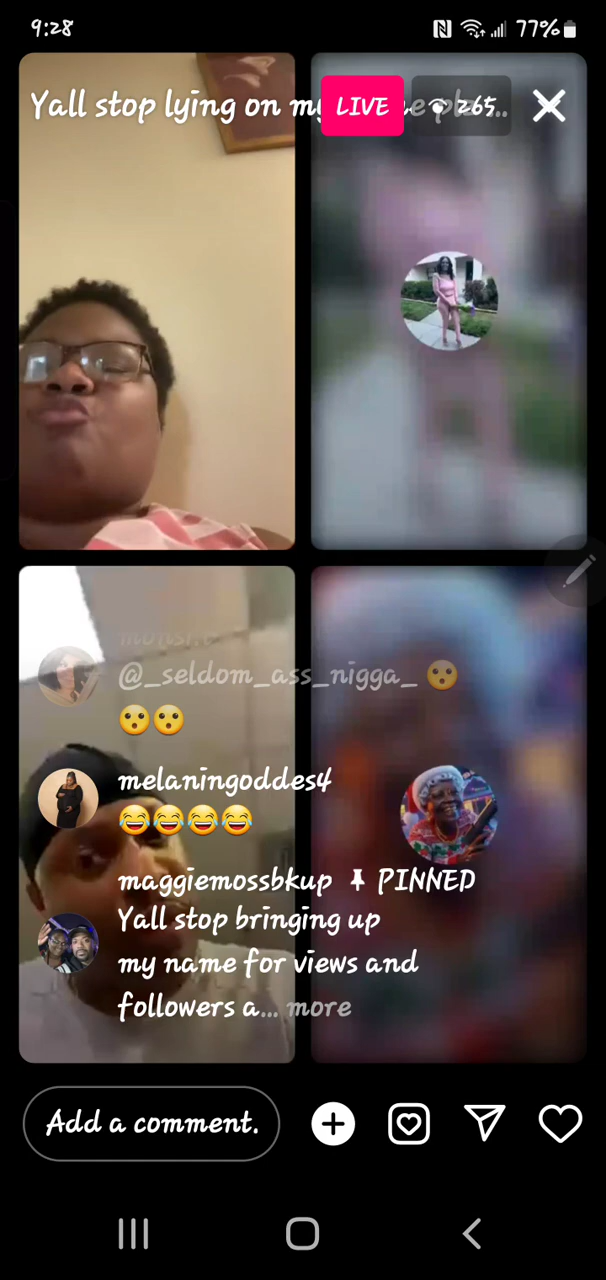 9:28
77%
Yall stop lying on my
LIVE
265
@_seldom_ass_nigga_ 😮
😮😮
melaningoddes4
😂😂😂😂
maggiemossbkup 📌 PINNED
Yall stop bringing up
my name for views and
followers a... more
Add a comment.